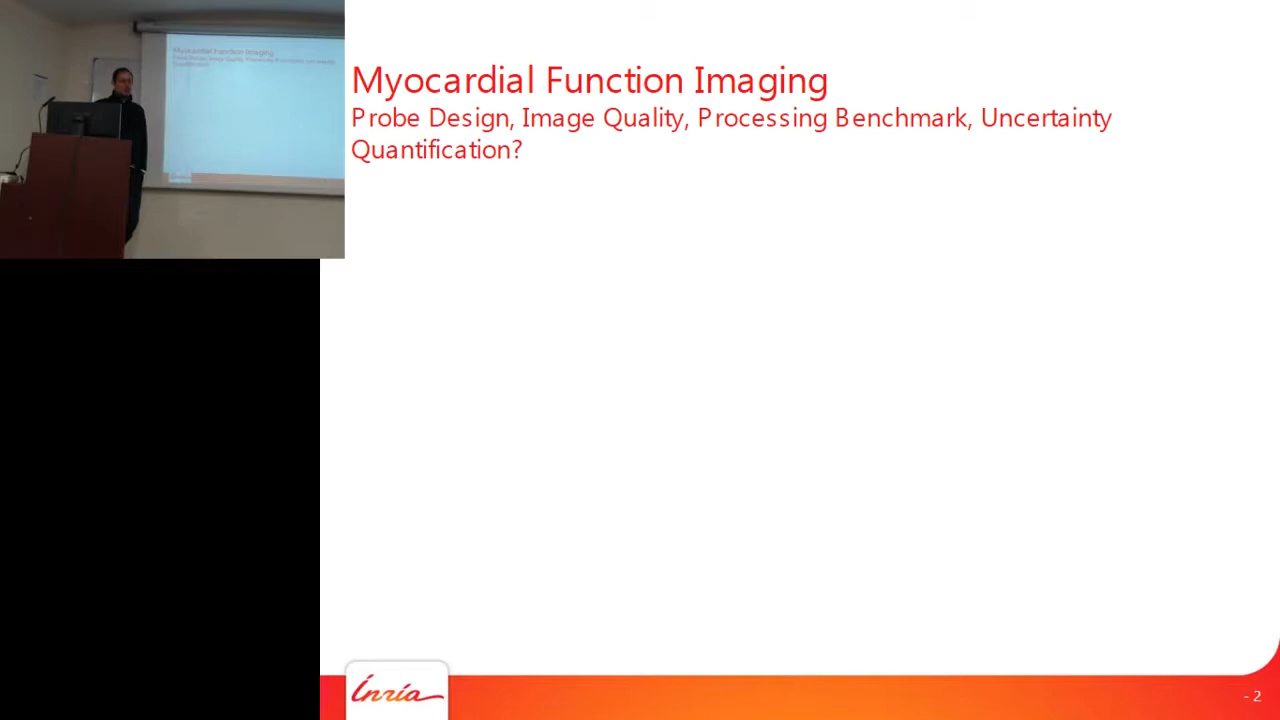 Myocardial Function Imaging
Probe Design, Image Quality, Processing Benchmark, Uncertainty
Quantification?
Inria
- 2